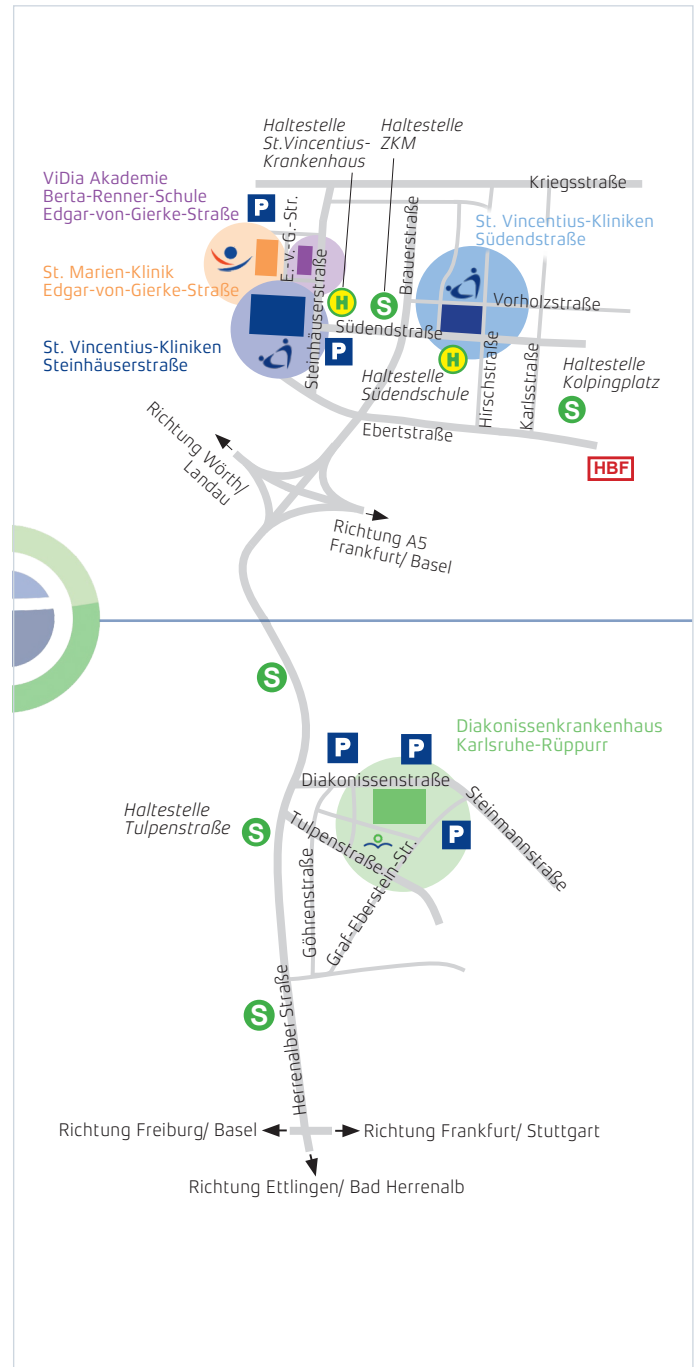 Haltestelle
St.Vincentius-
Krankenhaus
Haltestelle
ZKM
ViDia Akademie
Berta-Renner-Schule
Edgar-von-Gierke-Straße
P
E.-V.-G.-Str.
Kriegsstraße
St. Vincentius-Kliniken
Südendstraße
St. Marien-Klinik
Edgar-von-Gierke-Straße
Steinhäuserstraße
Brauerstraße
H
S
Vorholzstraße
Südendstraße
St. Vincentius-Kliniken
Steinhäuserstraße
P
H
Haltestelle
Südendschule
Hirschstraße
Karlsstraße
Haltestelle
Kolpingplatz
S
Ebertstraße
HBF
Richtung Wörth/
Landau
Richtung A5
Frankfurt/ Basel
S
Diakonissenkrankenhaus
Karlsruhe-Rüppurr
P
P
Diakonissenstraße
Steinmannstraße
Haltestelle
Tulpenstraße
S
Tulpenstraße
P
Göhrenstraße
Graf-Eberstein-Str.
S
Herrenalber Straße
Richtung Freiburg/ Basel
Richtung Frankfurt/ Stuttgart
Richtung Ettlingen/ Bad Herrenalb